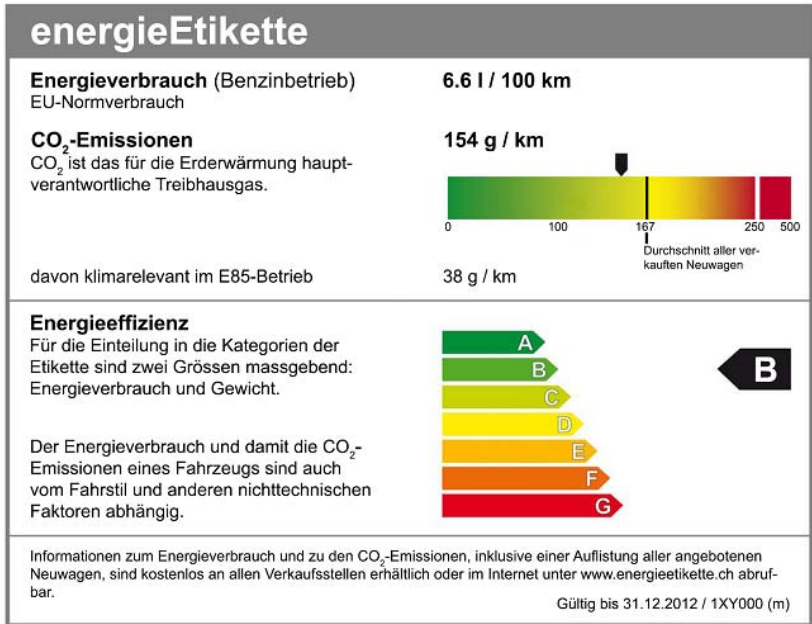 energieEtikette
Energieverbrauch (Benzinbetrieb) 6.6 l / 100 km
EU-Normverbrauch
CO₂-Emissionen 154 g / km
CO₂ ist das für die Erderwärmung haupt-
verantwortliche Treibhausgas.
0 100 167 250 500
Durchschnitt aller ver-
kauften Neuwagen
davon klimarelevant im E85-Betrieb 38 g / km
Energieeffizienz
Für die Einteilung in die Kategorien der
Etikette sind zwei Grössen massgebend:
Energieverbrauch und Gewicht.
Der Energieverbrauch und damit die CO₂-
Emissionen eines Fahrzeugs sind auch
vom Fahrstil und anderen nichttechnischen
Faktoren abhängig.
A
B
C
D
E
F
G
B
Informationen zum Energieverbrauch und zu den CO₂-Emissionen, inklusive einer Auflistung aller angebotenen
Neuwagen, sind kostenlos an allen Verkaufsstellen erhältlich oder im Internet unter www.energieetikette.ch abruf-
bar.
Gültig bis 31.12.2012 / 1XY000 (m)